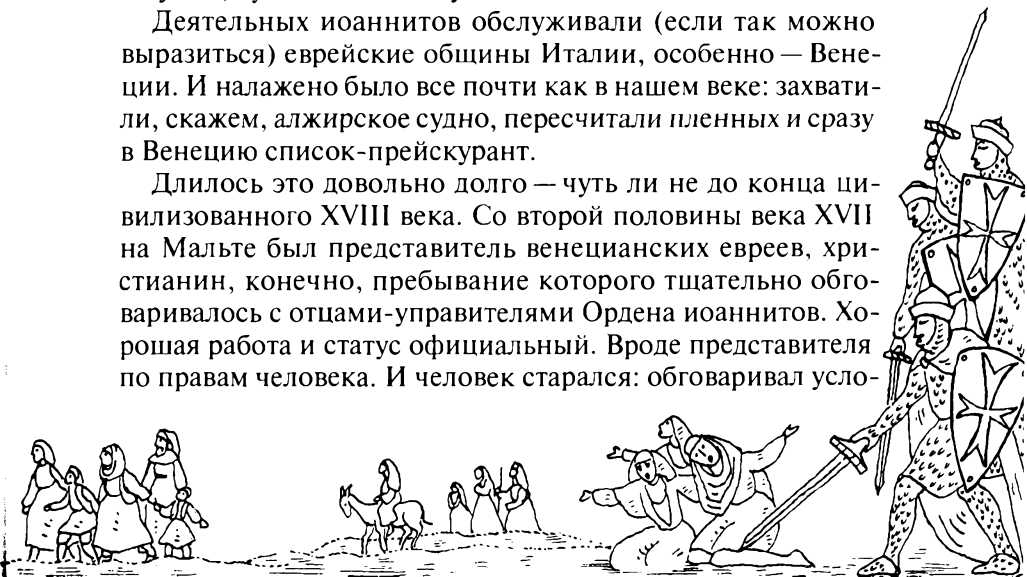 Деятельных иоаннитов обслуживали (если так можно
выразиться) еврейские общины Италии, особенно — Вене-
ции. И налажено было все почти как в нашем веке: захвати-
ли, скажем, алжирское судно, пересчитали пленных и сразу
в Венецию список-прейскурант.
Длилось это довольно долго — чуть ли не до конца ци-
вилизованного XVIII века. Со второй половины века XVII
на Мальте был представитель венецианских евреев, хри-
стианин, конечно, пребывание которого тщательно обго-
варивалось с отцами-управителями Ордена иоаннитов. Хо-
рошая работа и статус официальный. Вроде представителя
по правам человека. И человек старался: обговаривал усло-